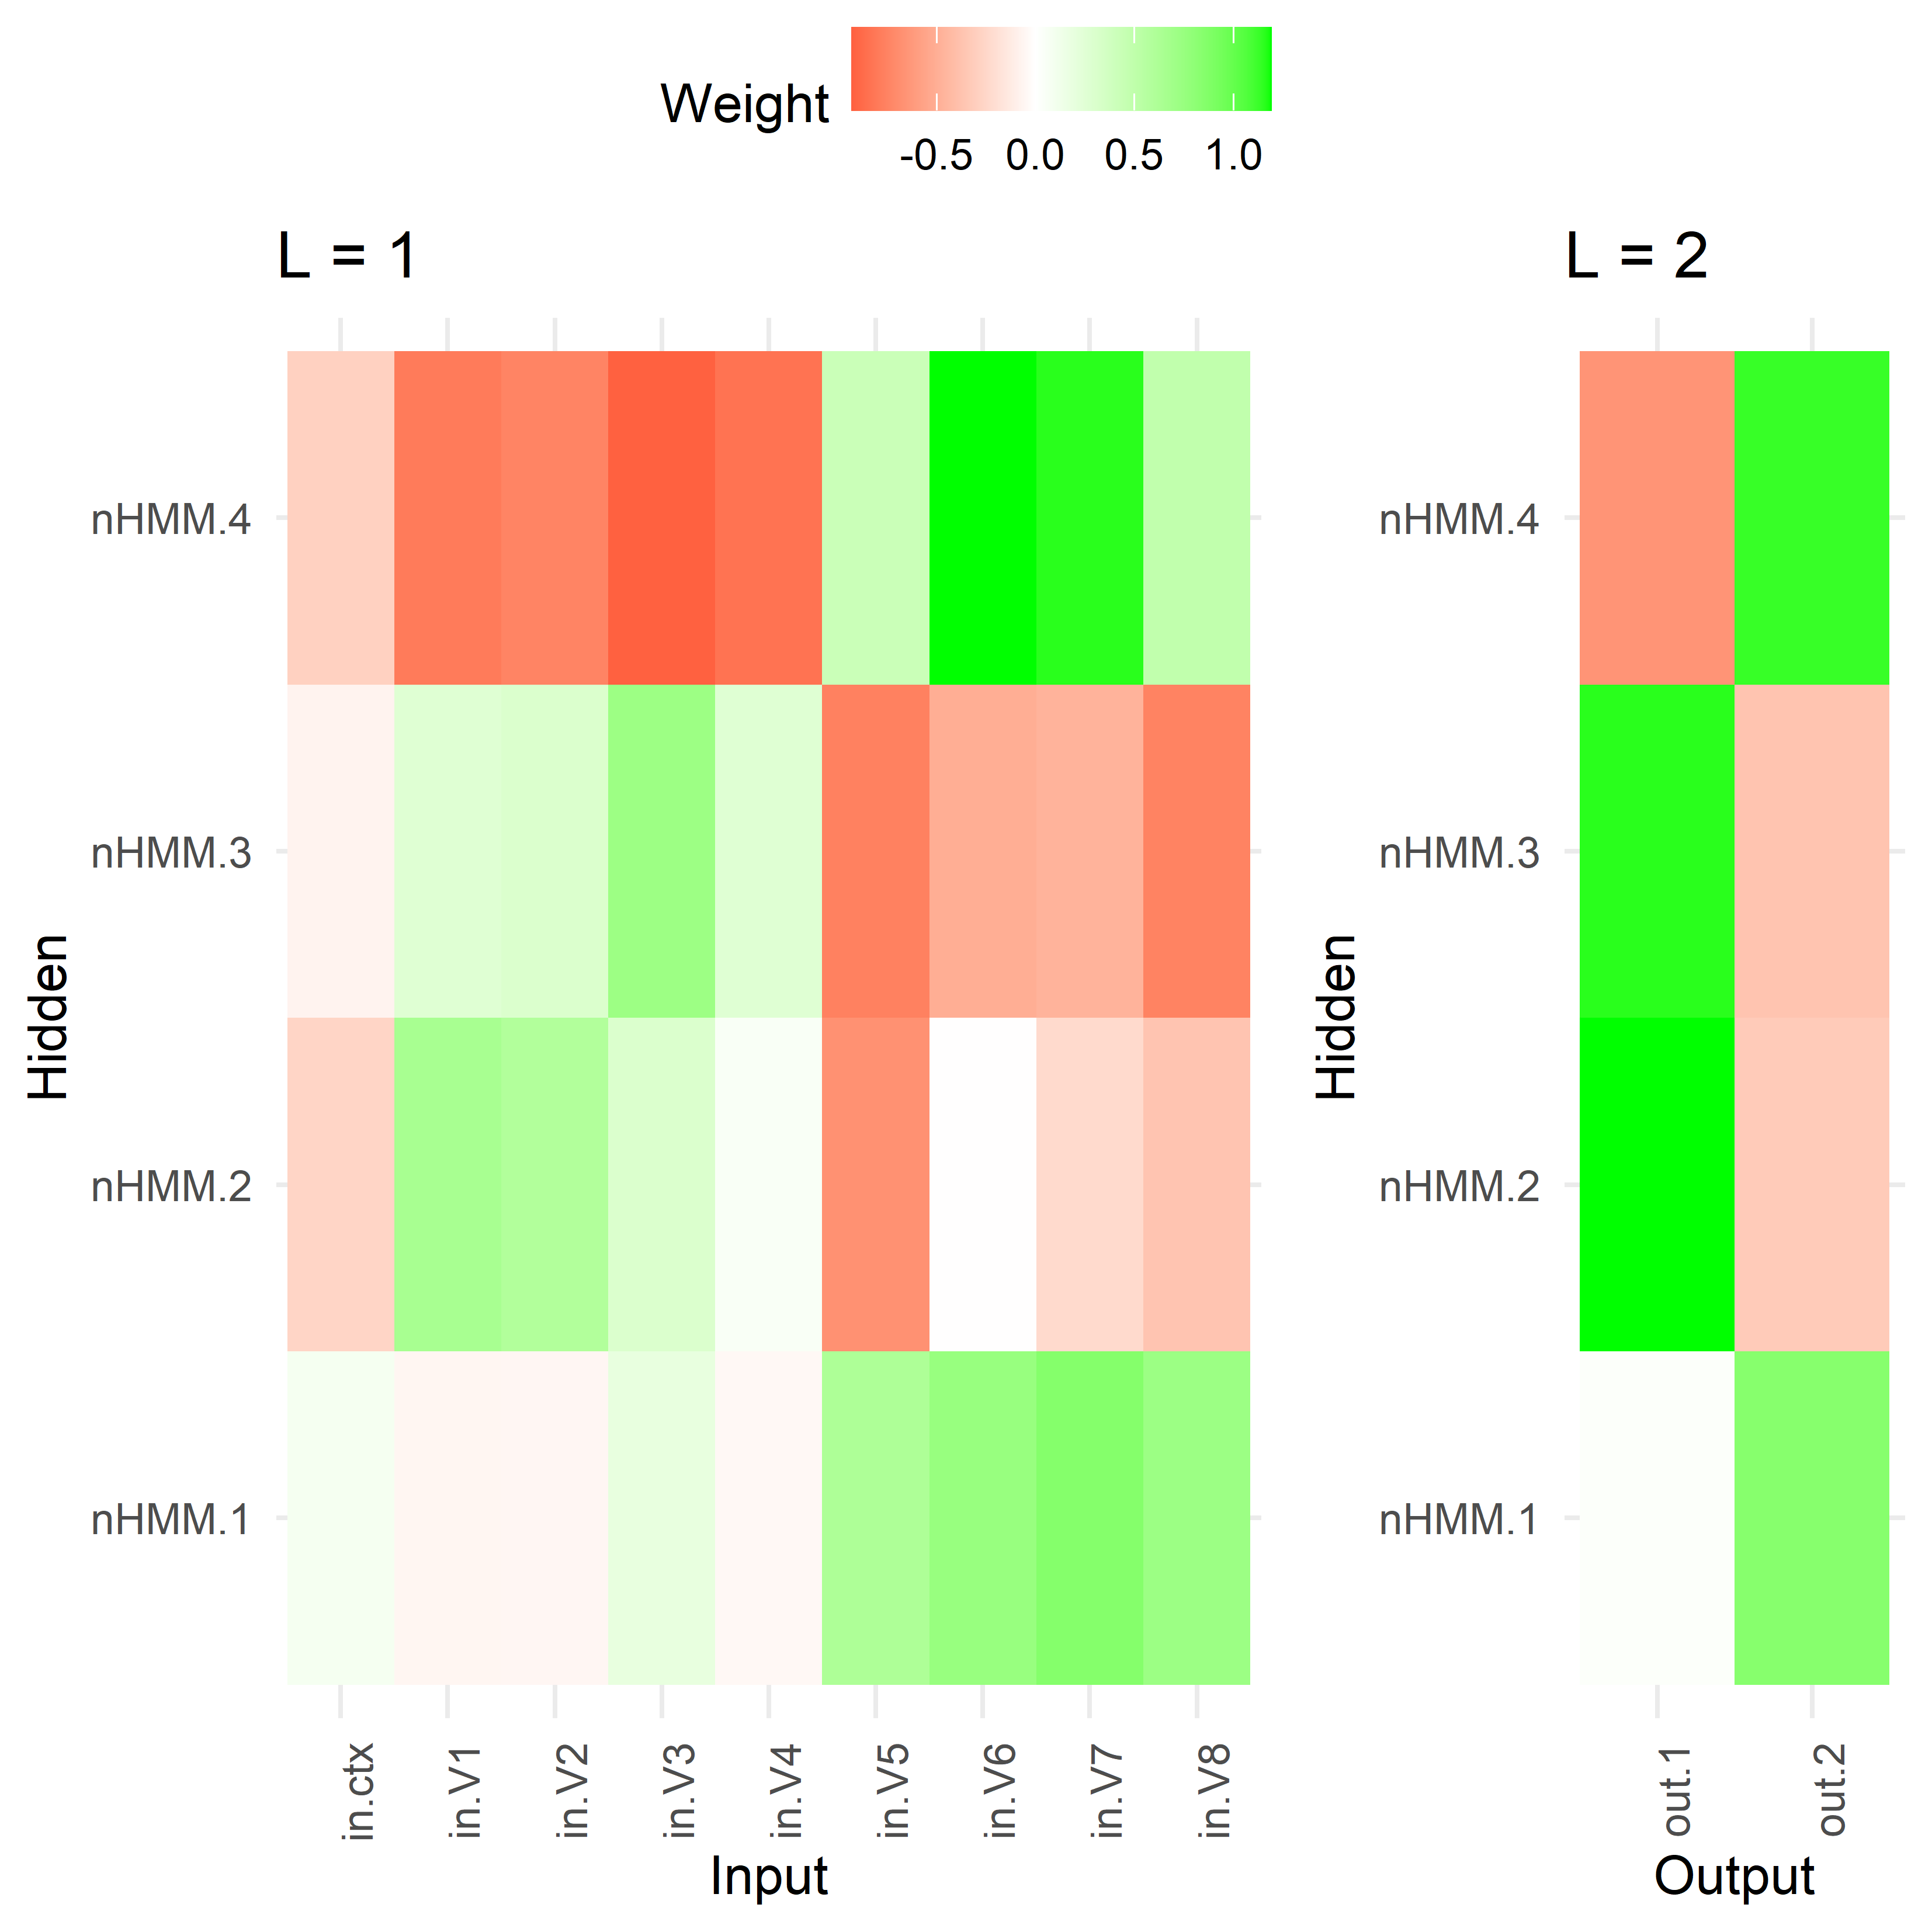 Weight
-0.5 0.0 0.5 1.0
L = 1
nHMM.4
nHMM.3
nHMM.2
nHMM.1
Hidden
in.ctx in.V1 in.V2 in.V3 in.V4 in.V5 in.V6 in.V7 in.V8
Input
L = 2
nHMM.4
nHMM.3
nHMM.2
nHMM.1
Hidden
out.1 out.2
Output